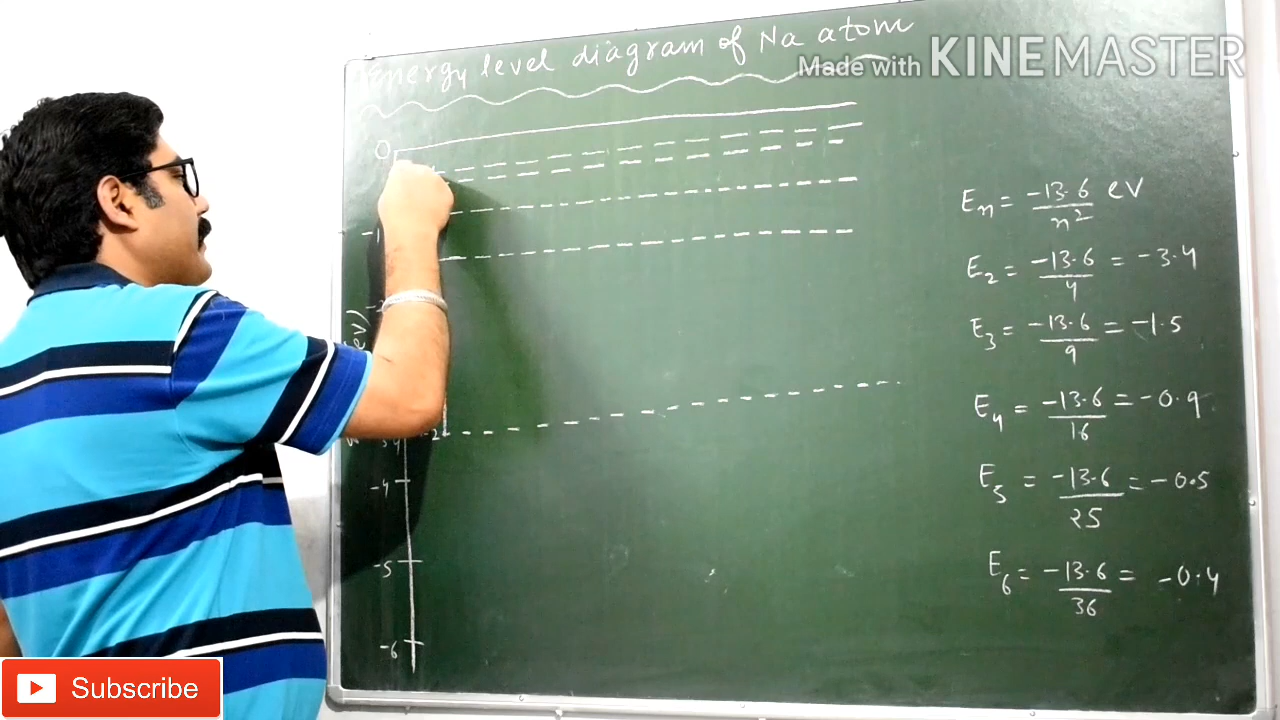 Energy level diagram of Na atom
Made with KINEMASTER
0
(ev)
2
-4
-5
-6
En = -13.6/n² ev
E2 = -13.6/4 = -3.4
E3 = -13.6/9 = -1.5
E4 = -13.6/16 = -0.9
E5 = -13.6/25 = -0.5
E6 = -13.6/36 = -0.4
Subscribe